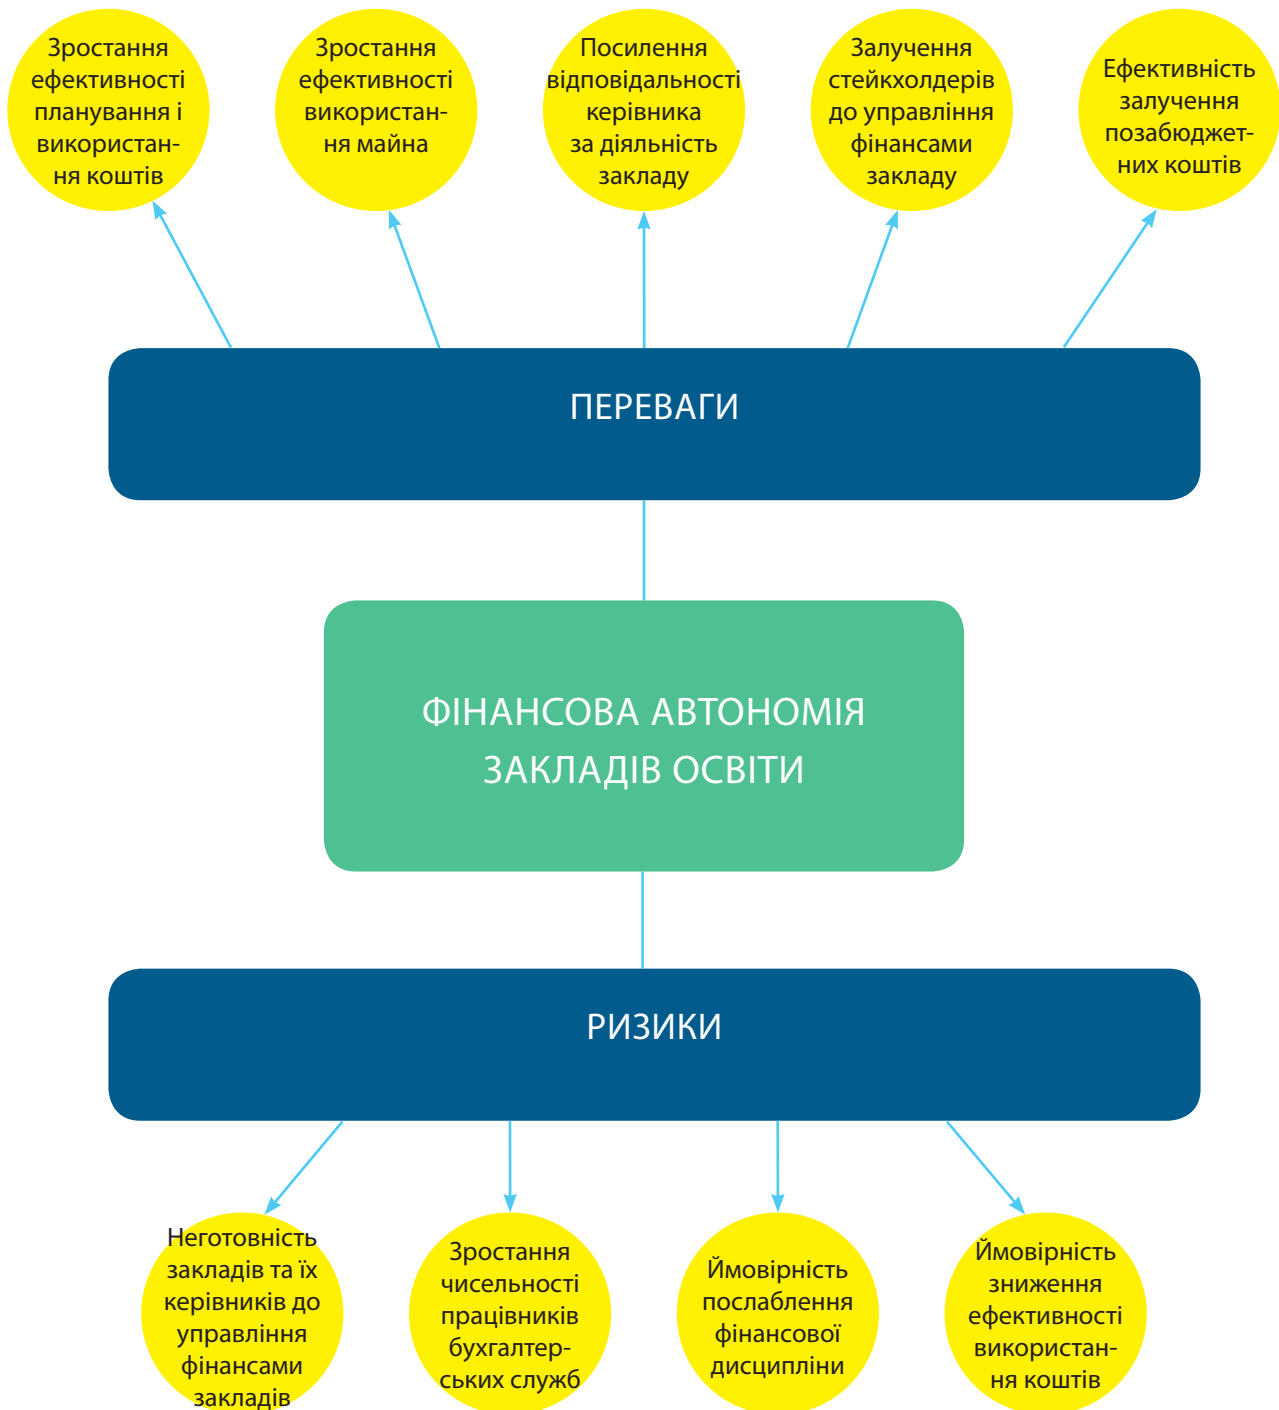 Зростання
ефективності
планування і
використан-
ня коштів
Зростання
ефективності
використан-
ня майна
Посилення
відповідальності
керівника
за діяльність
закладу
Залучення
стейкхолдерів
до управління
фінансами
закладу
Ефективність
залучення
позабюджет-
них коштів
ПЕРЕВАГИ
ФІНАНСОВА АВТОНОМІЯ
ЗАКЛАДІВ ОСВІТИ
РИЗИКИ
Неготовність
закладів та їх
керівників до
управління
фінансами
закладів
Зростання
чисельності
працівників
бухгалтер-
ських служб
Ймовірність
послаблення
фінансової
дисципліни
Ймовірність
зниження
ефективності
використан-
ня коштів